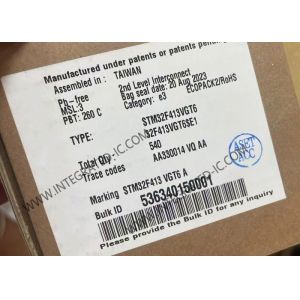 Manufactured under patents or patents pending
Assembled in: TAIWAN
Pb-free 2nd Level Interconnect
MSL:3 Bag seal date: 20 Aug 2023
PBT: 260 C Category: e3 ECOPACK2/RoHS
TYPE: STM32F413VGT6
32F413VGT6SE1
Total Qty 540
Trace codes AA330014 VQ AA
Marking STM32F413 VGT6 A
Bulk ID 536340150001
Please provide the bulk ID for any inquiry